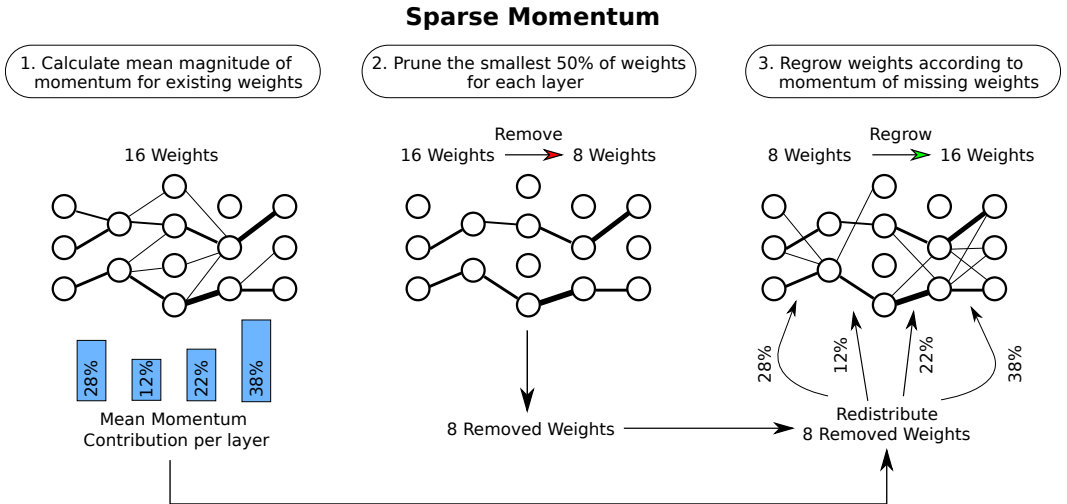 Sparse Momentum
1. Calculate mean magnitude of
momentum for existing weights
2. Prune the smallest 50% of weights
for each layer
3. Regrow weights according to
momentum of missing weights
16 Weights
Remove
16 Weights 8 Weights
Regrow
8 Weights 16 Weights
28%
12%
22%
38%
Mean Momentum
Contribution per layer
8 Removed Weights
28%
12%
22%
38%
Redistribute
8 Removed Weights